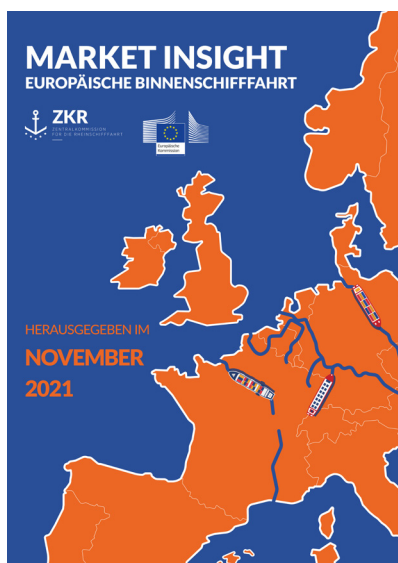 MARKET INSIGHT
EUROPÄISCHE BINNENSCHIFFFAHRT
ZKR
ZENTRALKOMMISSION
FÜR DIE RHEINSCHIFFFAHRT
Europäische
Kommission
HERAUSGEGEBEN IM
NOVEMBER
2021